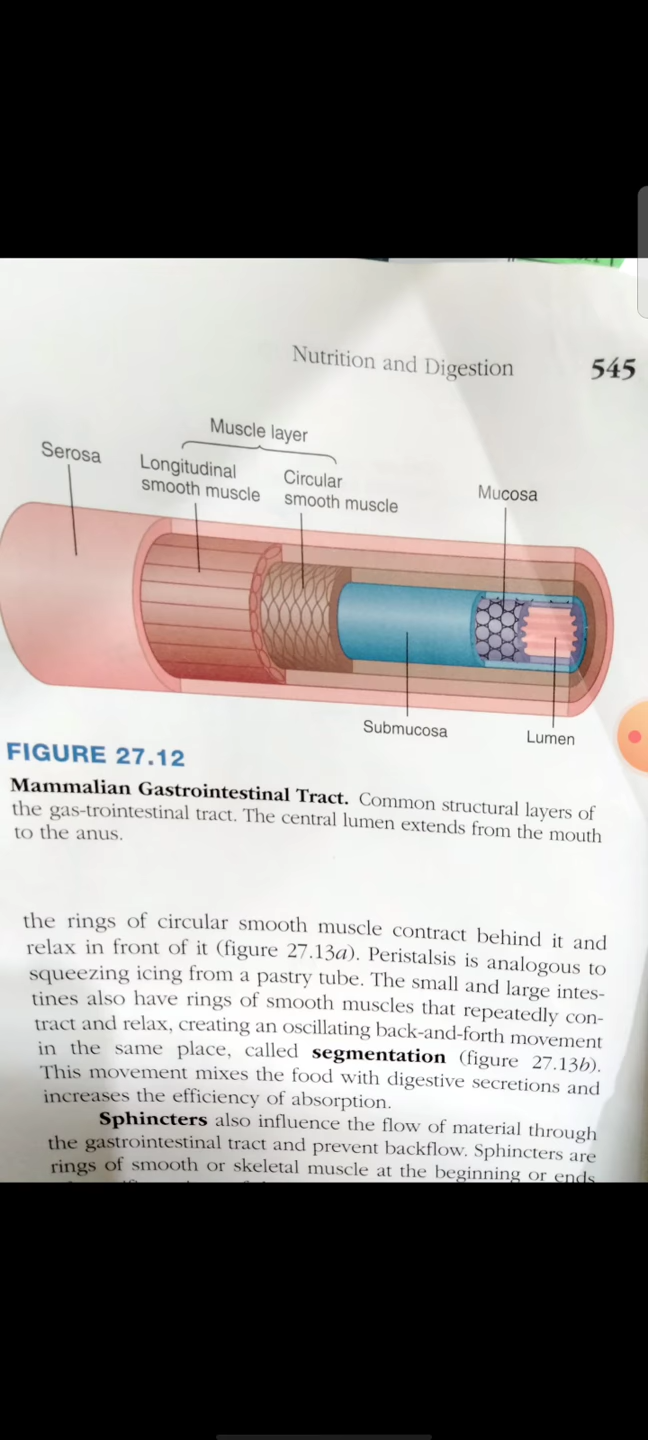 Nutrition and Digestion 545
Muscle layer
Serosa
Longitudinal
smooth muscle
Circular
smooth muscle
Mucosa
Submucosa
Lumen
FIGURE 27.12
Mammalian Gastrointestinal Tract. Common structural layers of
the gas-trointestinal tract. The central lumen extends from the mouth
to the anus.
the rings of circular smooth muscle contract behind it and
relax in front of it (figure 27.13a). Peristalsis is analogous to
squeezing icing from a pastry tube. The small and large intes-
tines also have rings of smooth muscles that repeatedly con-
tract and relax, creating an oscillating back-and-forth movement
in the same place, called segmentation (figure 27.13b).
This movement mixes the food with digestive secretions and
increases the efficiency of absorption.
Sphincters also influence the flow of material through
the gastrointestinal tract and prevent backflow. Sphincters are
rings of smooth or skeletal muscle at the beginning or ends